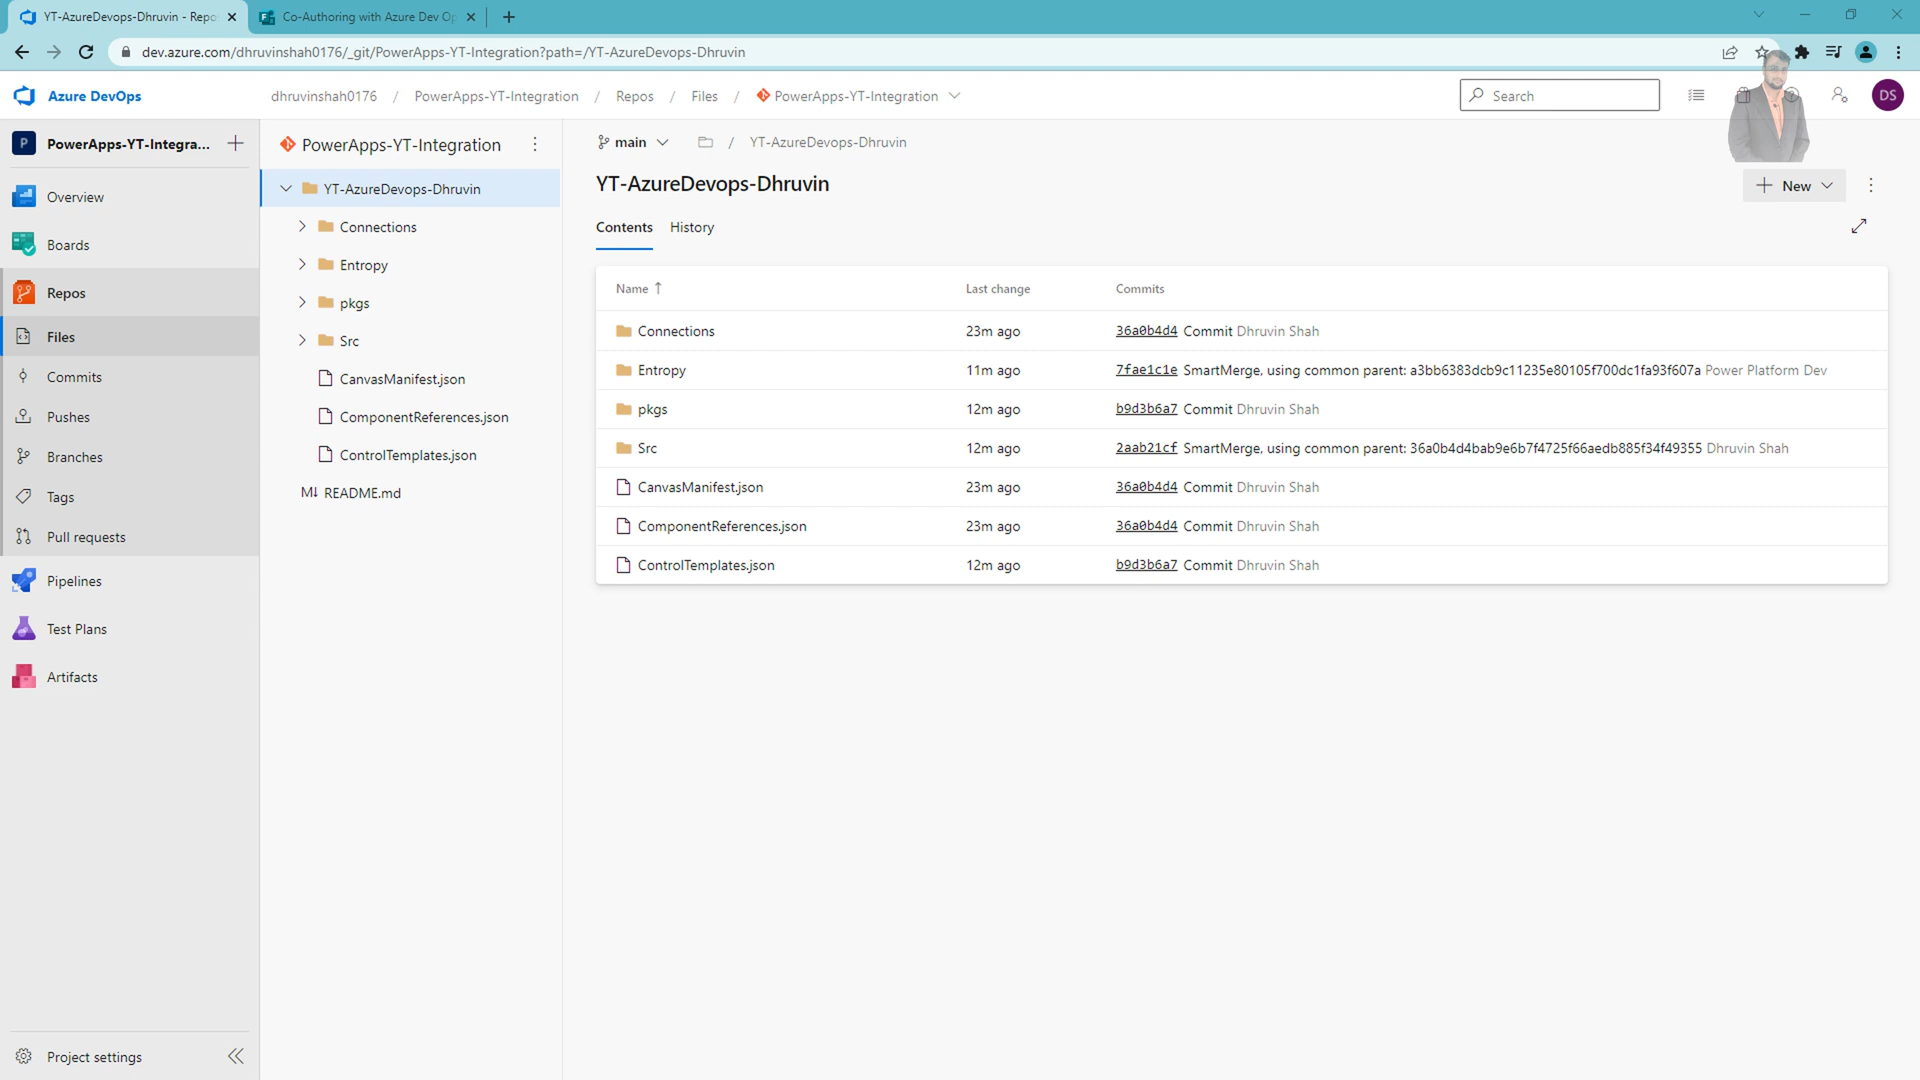 YT-AzureDevops-Dhruvin - Repo
Co-Authoring with Azure Dev Op
dev.azure.com/dhruvinshah0176/_git/PowerApps-YT-Integration?path=/YT-AzureDevops-Dhruvin
Azure DevOps
dhruvinshah0176 / PowerApps-YT-Integration / Repos / Files / PowerApps-YT-Integration
Search
DS
P PowerApps-YT-Integra...
Overview
Boards
Repos
Files
Commits
Pushes
Branches
Tags
Pull requests
Pipelines
Test Plans
Artifacts
Project settings
PowerApps-YT-Integration
YT-AzureDevops-Dhruvin
Connections
Entropy
pkgs
Src
CanvasManifest.json
ComponentReferences.json
ControlTemplates.json
M↓ README.md
main / YT-AzureDevops-Dhruvin
YT-AzureDevops-Dhruvin
New
Contents History
Name ↑ Last change Commits
Connections 23m ago 36a0b4d4 Commit Dhruvin Shah
Entropy 11m ago 7fae1c1e SmartMerge, using common parent: a3bb6383dcb9c11235e80105f700dc1fa93f607a Power Platform Dev
pkgs 12m ago b9d3b6a7 Commit Dhruvin Shah
Src 12m ago 2aab21cf SmartMerge, using common parent: 36a0b4d4bab9e6b7f4725f66aedb885f34f49355 Dhruvin Shah
CanvasManifest.json 23m ago 36a0b4d4 Commit Dhruvin Shah
ComponentReferences.json 23m ago 36a0b4d4 Commit Dhruvin Shah
ControlTemplates.json 12m ago b9d3b6a7 Commit Dhruvin Shah